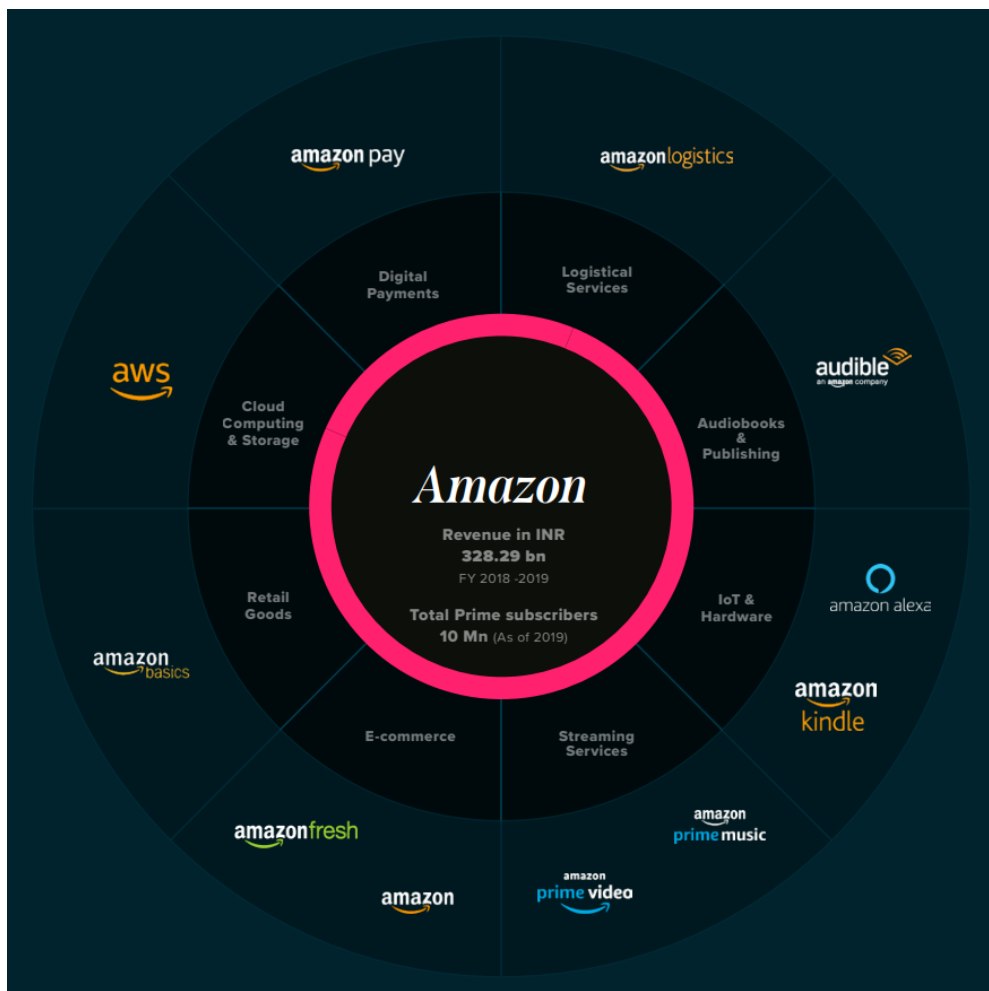 amazon pay
amazonlogistics
Digital
Payments
Logistical
Services
aws
audible
an amazon company
Cloud
Computing
& Storage
Audiobooks
&
Publishing
Amazon
Revenue in INR
328.29 bn
FY 2018 -2019
Total Prime subscribers
10 Mn (As of 2019)
Retail
Goods
IoT &
Hardware
amazon alexa
amazon
basics
amazon
kindle
E-commerce
Streaming
Services
amazonfresh
amazon
prime music
amazon
amazon
prime video